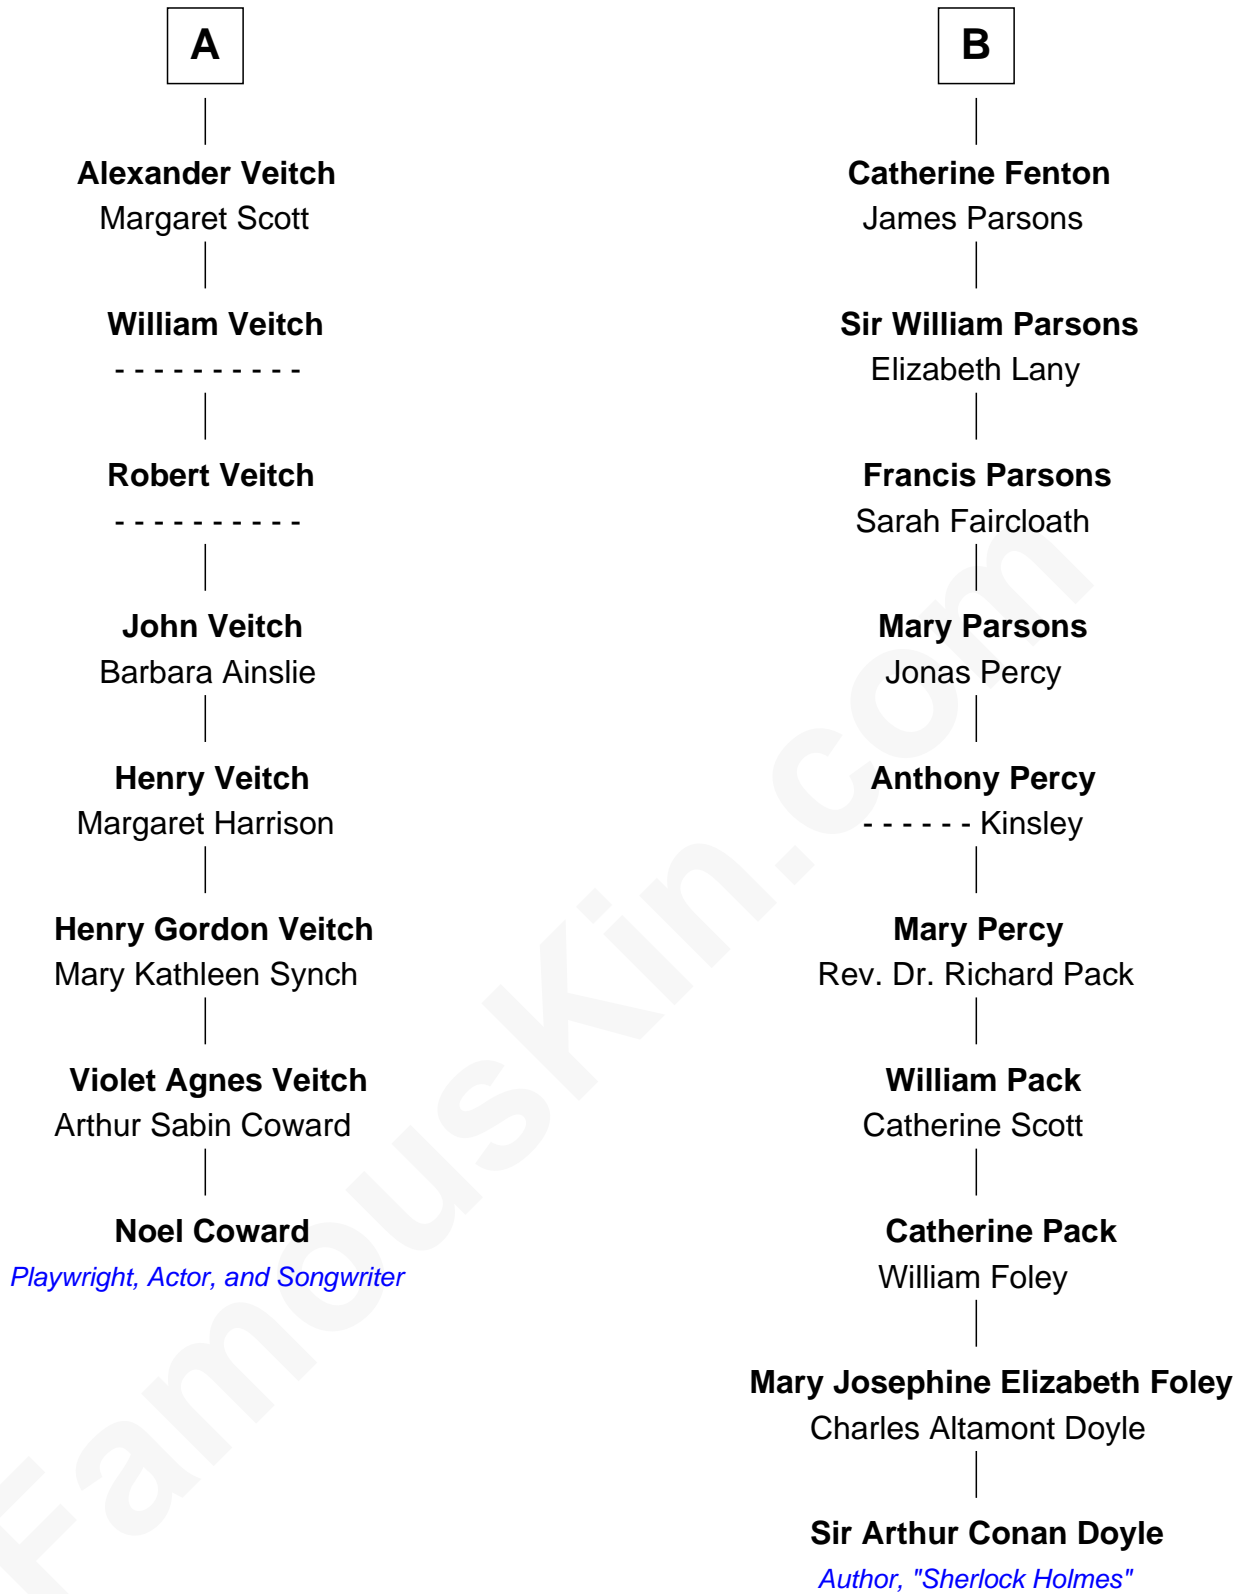 A
Alexander Veitch
Margaret Scott
William Veitch
- - - - - - - - - -
Robert Veitch
- - - - - - - - - -
John Veitch
Barbara Ainslie
Henry Veitch
Margaret Harrison
Henry Gordon Veitch
Mary Kathleen Synch
Violet Agnes Veitch
Arthur Sabin Coward
Noel Coward
Playwright, Actor, and Songwriter
B
Catherine Fenton
James Parsons
Sir William Parsons
Elizabeth Lany
Francis Parsons
Sarah Faircloath
Mary Parsons
Jonas Percy
Anthony Percy
- - - - - - Kinsley
Mary Percy
Rev. Dr. Richard Pack
William Pack
Catherine Scott
Catherine Pack
William Foley
Mary Josephine Elizabeth Foley
Charles Altamont Doyle
Sir Arthur Conan Doyle
Author, "Sherlock Holmes"
FamousKin.com